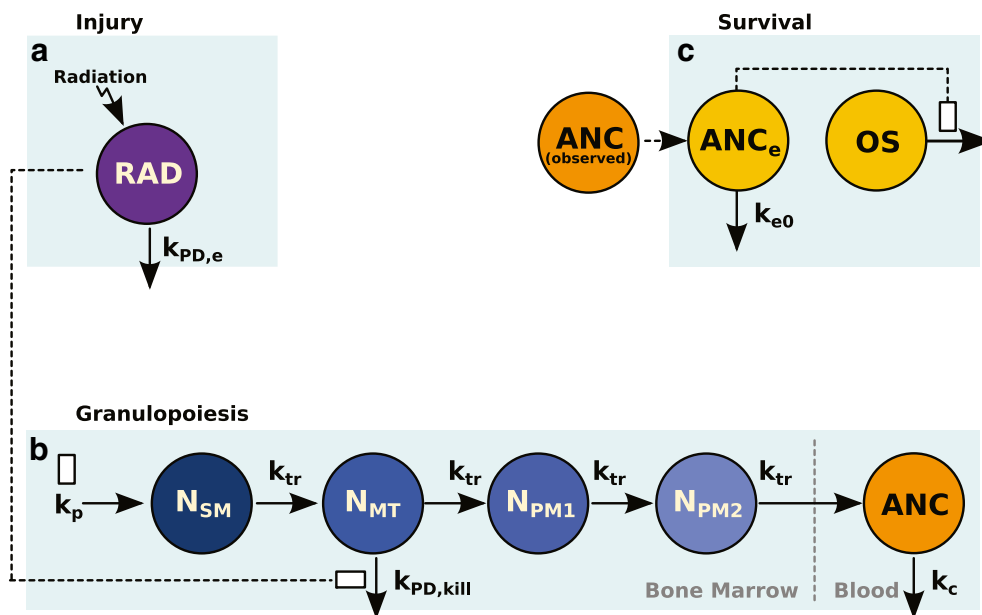 Injury
a
Radiation
RAD
kPD,e
Survival
c
ANC
(observed)
ANCe
OS
ke0
Granulopoiesis
b
kp
NSM
ktr
NMT
ktr
NPM1
ktr
NPM2
ktr
ANC
kPD,kill
Bone Marrow
Blood
kc